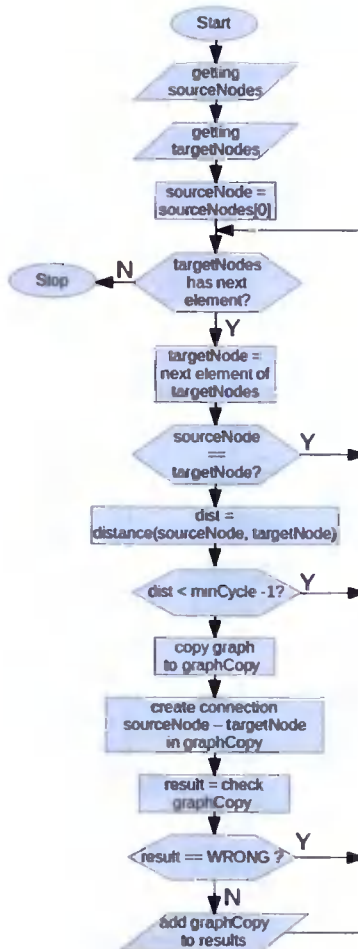 Start
getting
sourceNodes
getting
targetNodes
sourceNode =
sourceNodes[0]
targetNodes
has next
element?
N
Stop
Y
targetNode =
next element of
targetNodes
sourceNode
==
targetNode?
Y
dist =
distance(sourceNode, targetNode)
dist < minCycle -1?
Y
copy graph
to graphCopy
create connection
sourceNode – targetNode
in graphCopy
result = check
graphCopy
result == WRONG ?
Y
N
add graphCopy
to results